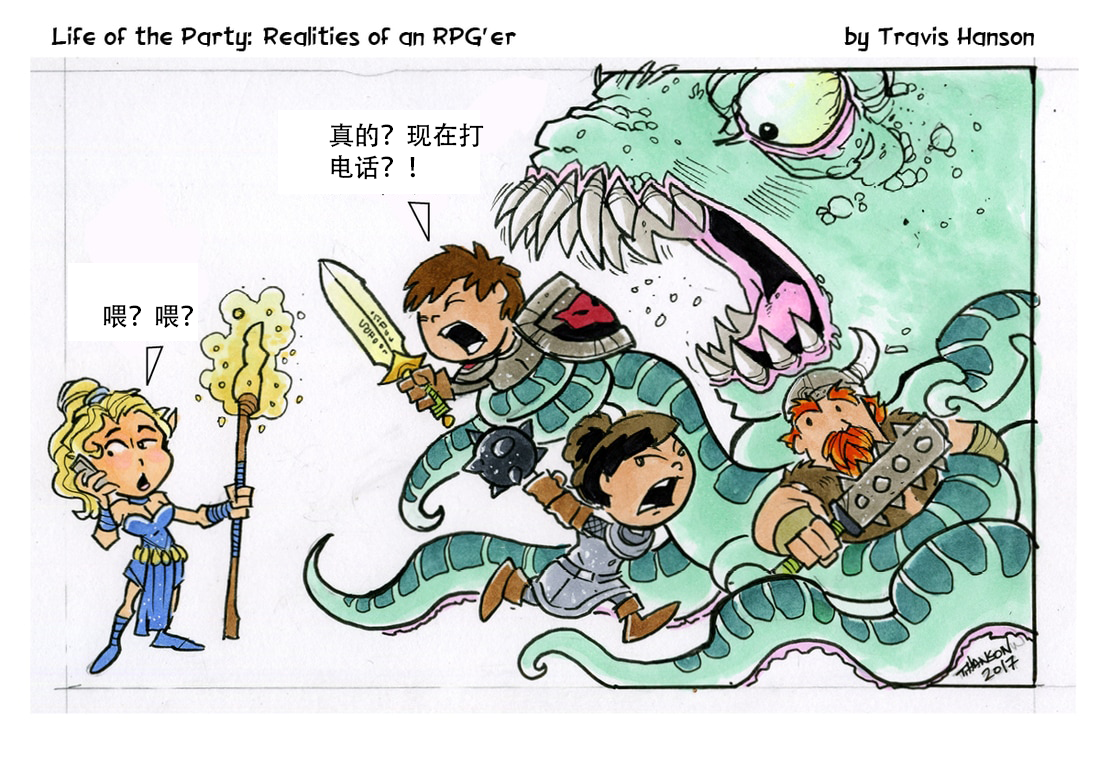 Life of the Party: Realities of an RPG'er
by Travis Hanson
真的？现在打
电话？！
喂？喂？
THANSON
2017